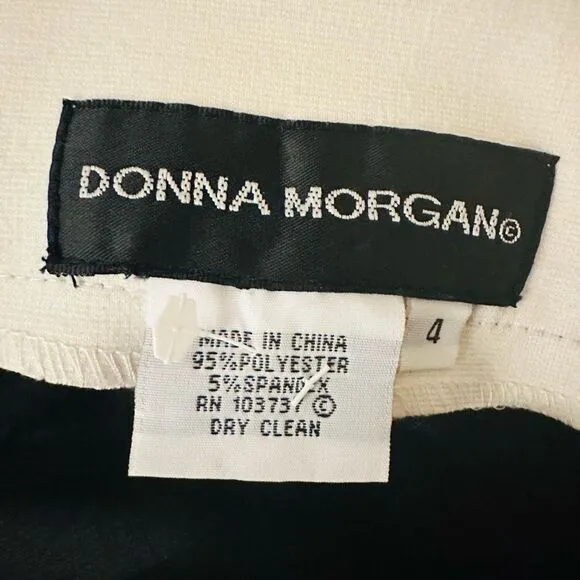 DONNA MORGAN©
4
MADE IN CHINA
95%POLYESTER
5%SPANDEX
RN 103737 ©
DRY CLEAN